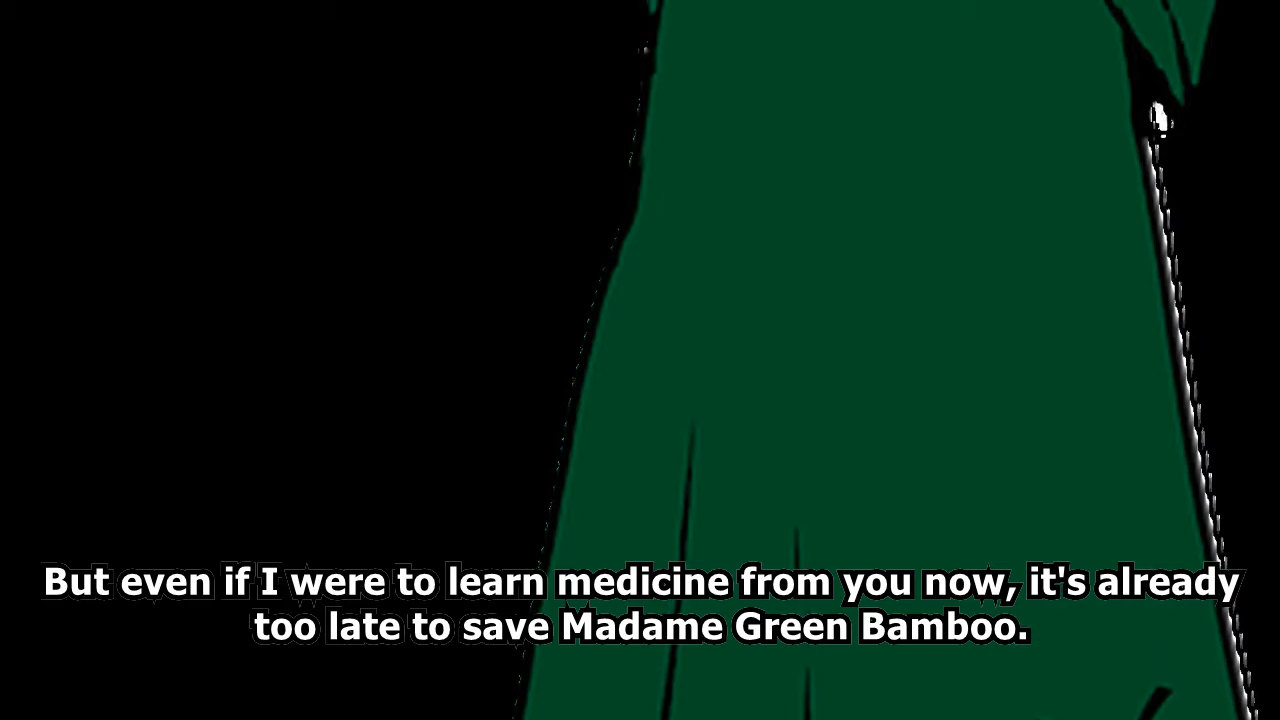 But even if I were to learn medicine from you now, it's already
too late to save Madame Green Bamboo.